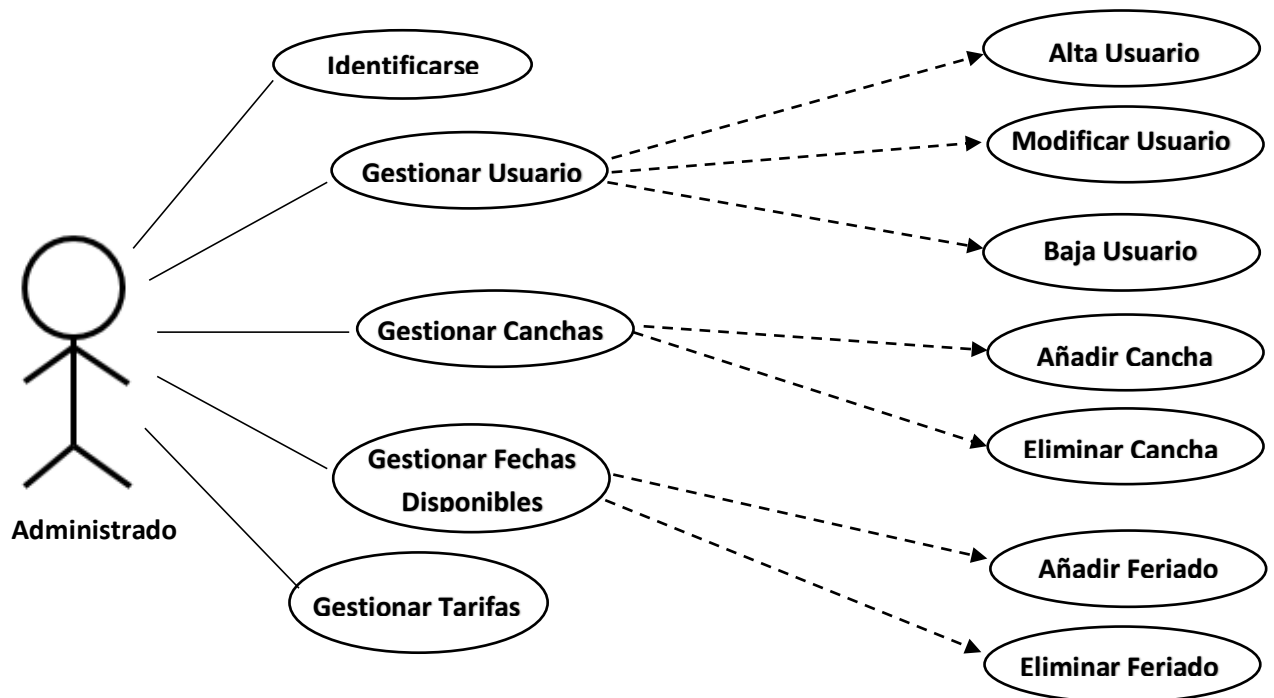 Identificarse
Gestionar Usuario
Gestionar Canchas
Gestionar Fechas
Disponibles
Gestionar Tarifas
Administrado
Alta Usuario
Modificar Usuario
Baja Usuario
Añadir Cancha
Eliminar Cancha
Añadir Feriado
Eliminar Feriado